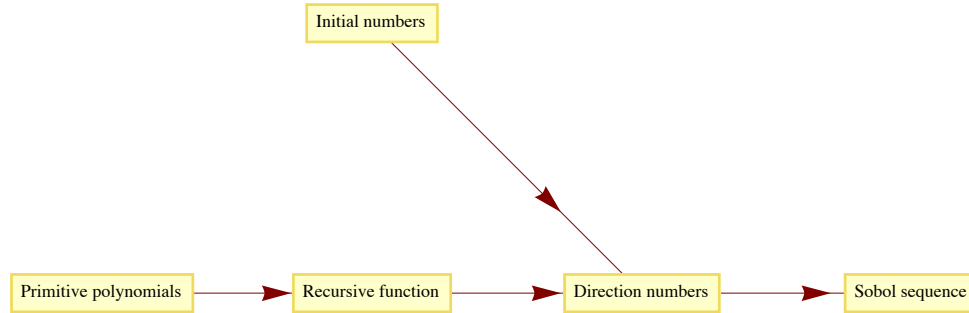 Initial numbers
Primitive polynomials
Recursive function
Direction numbers
Sobol sequence